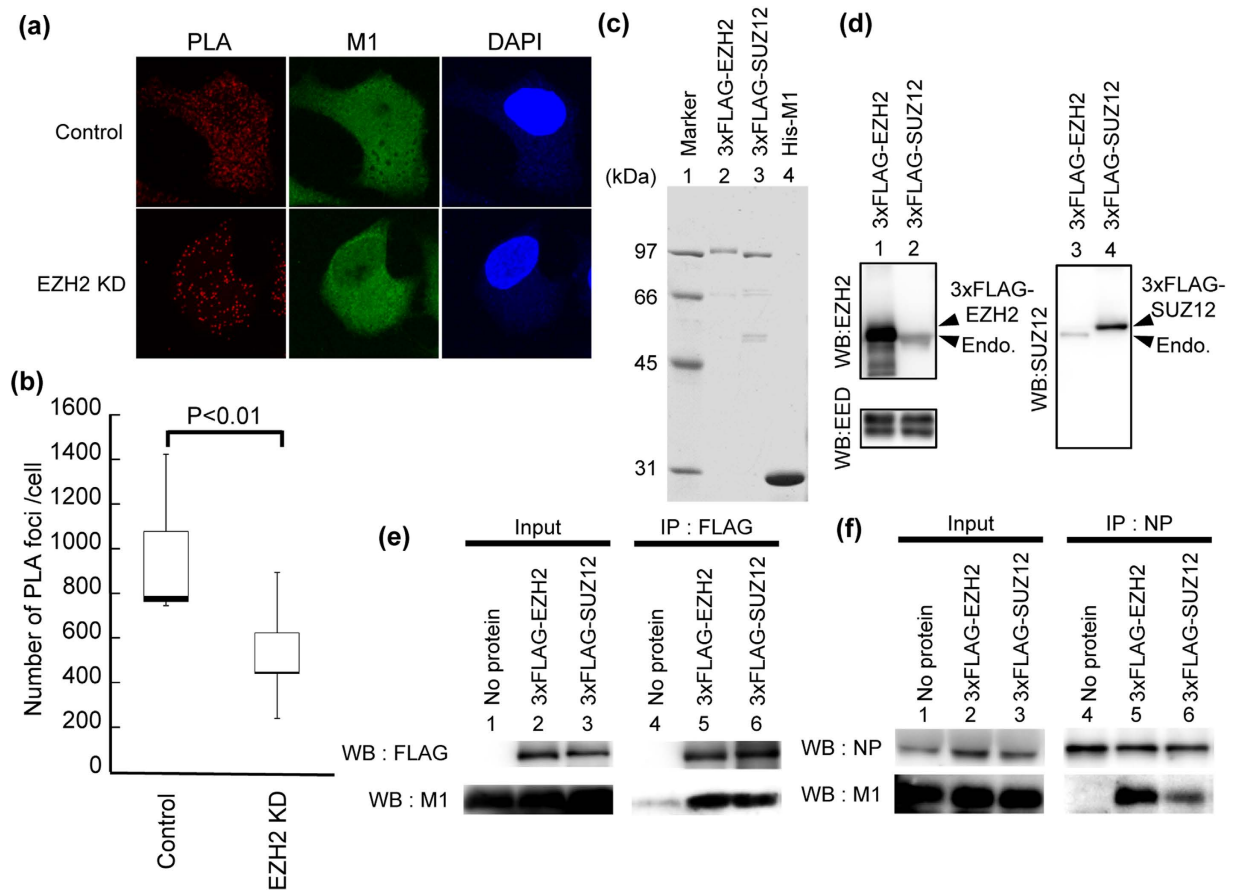 (a)
PLA M1 DAPI
Control
EZH2 KD
(b)
Number of PLA foci /cell
1600
1400
1200
1000
800
600
400
200
0
P<0.01
Control
EZH2 KD
(c)
Marker
3xFLAG-EZH2
3xFLAG-SUZ12
His-M1
(kDa) 1 2 3 4
97
66
45
31
(d)
3xFLAG-EZH2
3xFLAG-SUZ12
1 2
WB:EZH2
3xFLAG-
EZH2
Endo.
WB:EED
3xFLAG-EZH2
3xFLAG-SUZ12
3 4
WB:SUZ12
3xFLAG-
SUZ12
Endo.
(e)
Input IP : FLAG
No protein
3xFLAG-EZH2
3xFLAG-SUZ12
No protein
3xFLAG-EZH2
3xFLAG-SUZ12
1 2 3 4 5 6
WB : FLAG
WB : M1
(f)
Input IP : NP
No protein
3xFLAG-EZH2
3xFLAG-SUZ12
No protein
3xFLAG-EZH2
3xFLAG-SUZ12
1 2 3 4 5 6
WB : NP
WB : M1